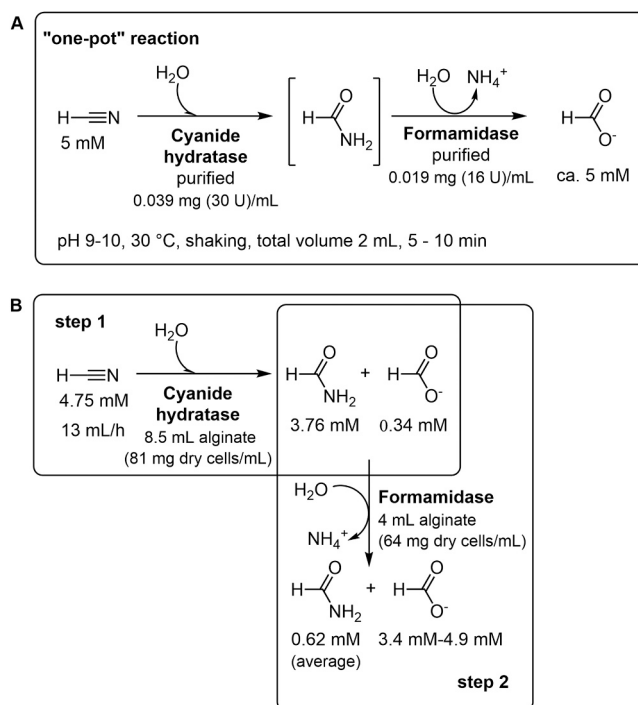 A
"one-pot" reaction
H₂O
H₂O NH₄⁺
H N
H O NH₂
H O O⁻
5 mM
Cyanide
hydratase
purified
0.039 mg (30 U)/mL
Formamidase
purified
0.019 mg (16 U)/mL
ca. 5 mM
pH 9-10, 30 °C, shaking, total volume 2 mL, 5 - 10 min
B
step 1
H₂O
H N
4.75 mM
13 mL/h
Cyanide
hydratase
8.5 mL alginate
(81 mg dry cells/mL)
H O NH₂ + H O O⁻
3.76 mM 0.34 mM
H₂O
NH₄⁺
Formamidase
4 mL alginate
(64 mg dry cells/mL)
H O NH₂ + H O O⁻
0.62 mM 3.4 mM-4.9 mM
(average)
step 2